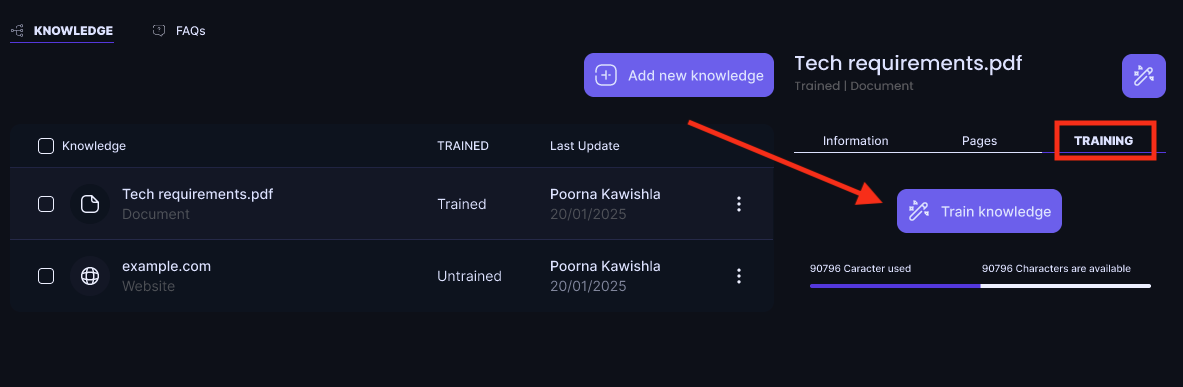 KNOWLEDGE FAQs
Add new knowledge
Tech requirements.pdf
Trained | Document
Information Pages TRAINING
Knowledge TRAINED Last Update
Tech requirements.pdf
Document
Trained
Poorna Kawishla
20/01/2025
Train knowledge
example.com
Website
Untrained
Poorna Kawishla
20/01/2025
90796 Caracter used 90796 Characters are available